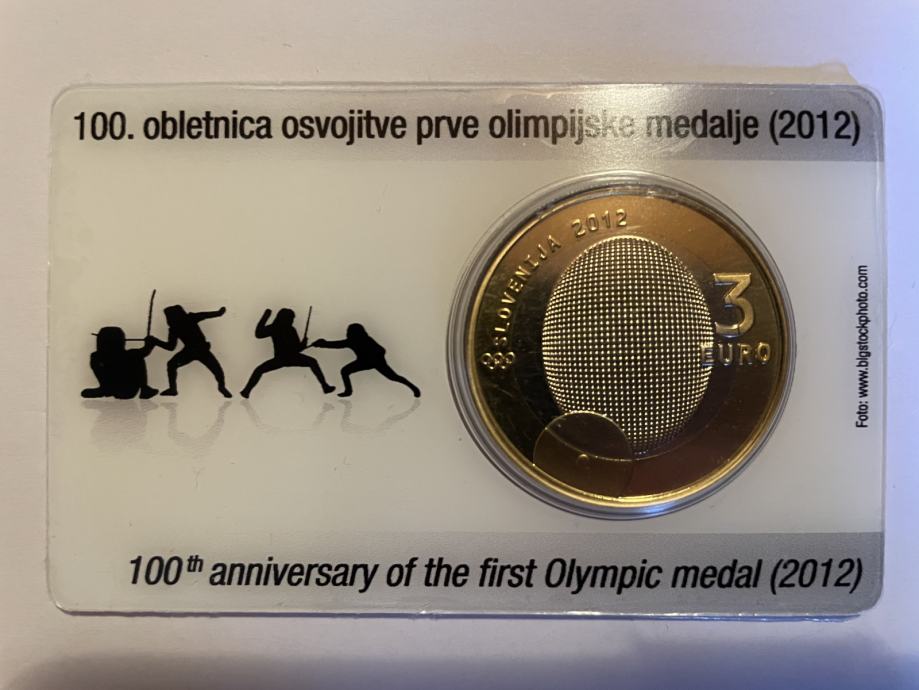 100. obletnica osvojitve prve olimpijske medalje (2012)
SLOVENIJA 2012
3
EURO
Foto: www.bigstockphoto.com
100th anniversary of the first Olympic medal (2012)